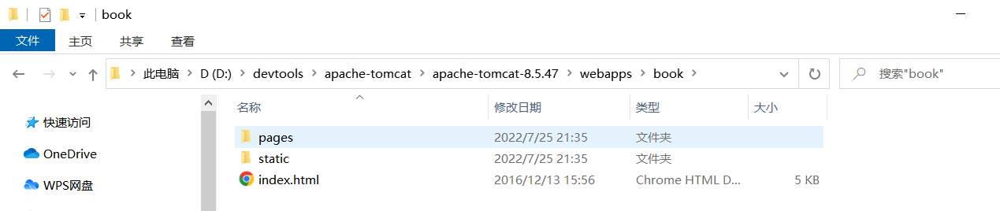 book
文件 主页 共享 查看
此电脑 D (D:) devtools apache-tomcat apache-tomcat-8.5.47 webapps book 搜索"book"
名称 修改日期 类型 大小
快速访问
OneDrive
WPS网盘
pages 2022/7/25 21:35 文件夹
static 2022/7/25 21:35 文件夹
index.html 2016/12/13 15:56 Chrome HTML D... 5 KB